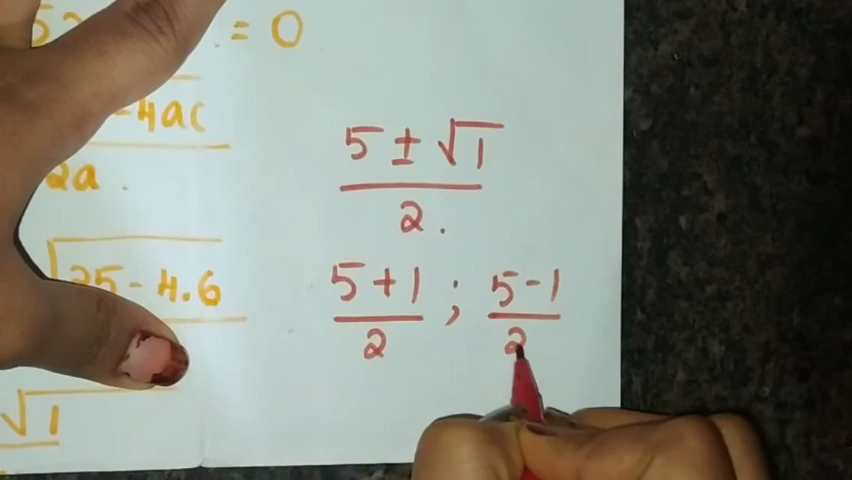 = 0
- 4ac
2a .
√25 - 4.6
√1
5 ± √1
2 .
5 + 1 ; 5 - 1
2 2